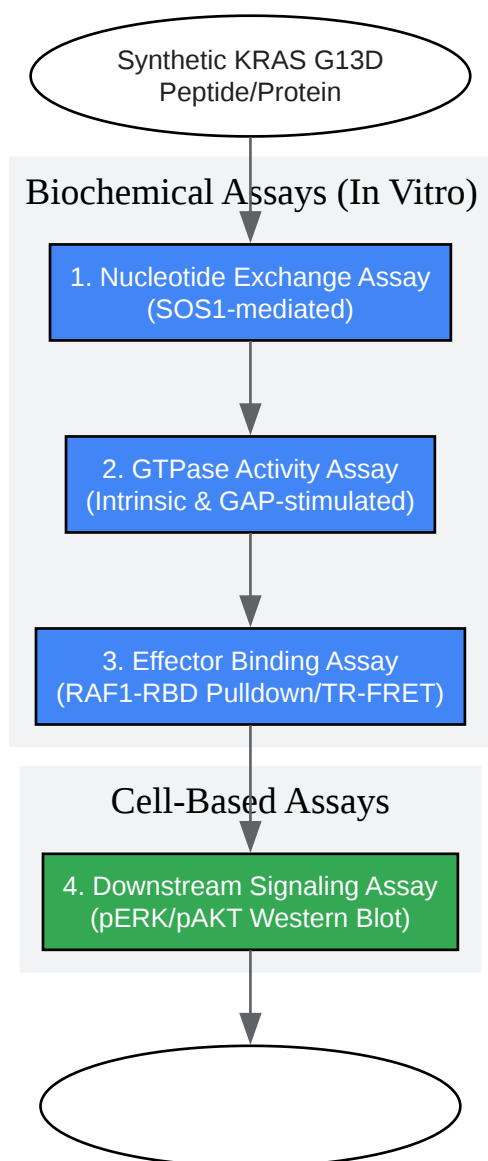 Synthetic KRAS G13D
Peptide/Protein
Biochemical Assays (In Vitro)
1. Nucleotide Exchange Assay
(SOS1-mediated)
2. GTPase Activity Assay
(Intrinsic & GAP-stimulated)
3. Effector Binding Assay
(RAF1-RBD Pulldown/TR-FRET)
Cell-Based Assays
4. Downstream Signaling Assay
(pERK/pAKT Western Blot)